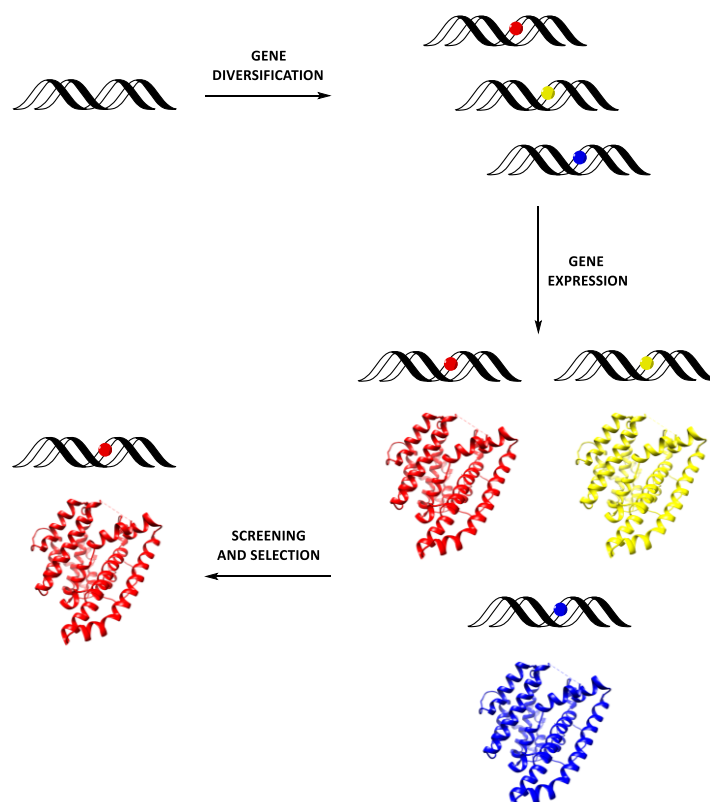 GENE
DIVERSIFICATION
GENE
EXPRESSION
SCREENING
AND SELECTION